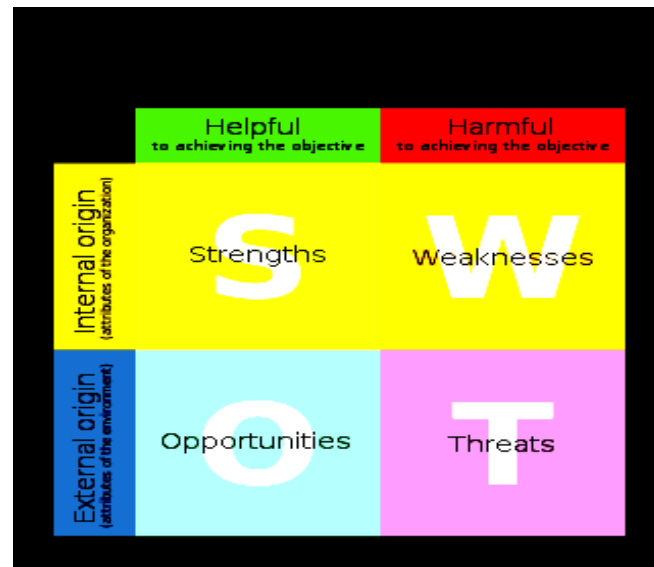 Helpful
to achieving the objective
Harmful
to achieving the objective
Internal origin
(attributes of the organization)
S
Strengths
W
Weaknesses
External origin
(attributes of the environment)
O
Opportunities
T
Threats